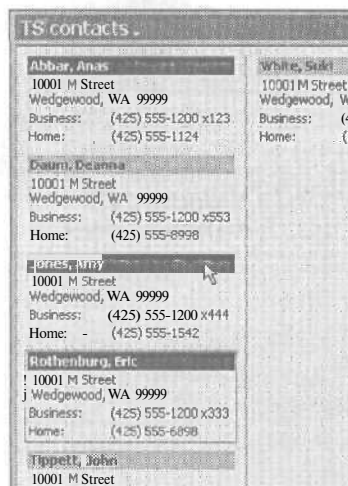 TS contacts .
Abbar, Anas
10001 M Street
Wedgewood, WA 99999
Business: (425) 555-1200 x123
Home: (425) 555-1124
Daum, Deanna
10001 M Street
Wedgewood, WA 99999
Business: (425) 555-1200 x553
Home: (425) 555-8998
Jones, Amy
10001 M Street
Wedgewood, WA 99999
Business: (425) 555-1200 x444
Home: - (425) 555-1542
Rothenburg, Eric
! 10001 M Street
j Wedgewood, WA 99999
Business: (425) 555-1200 x333
Home: (425) 555-6898
Tippett, John
10001 M Street
White, Suki
10001 M Street
Wedgewood, W
Business: (4
Home: (